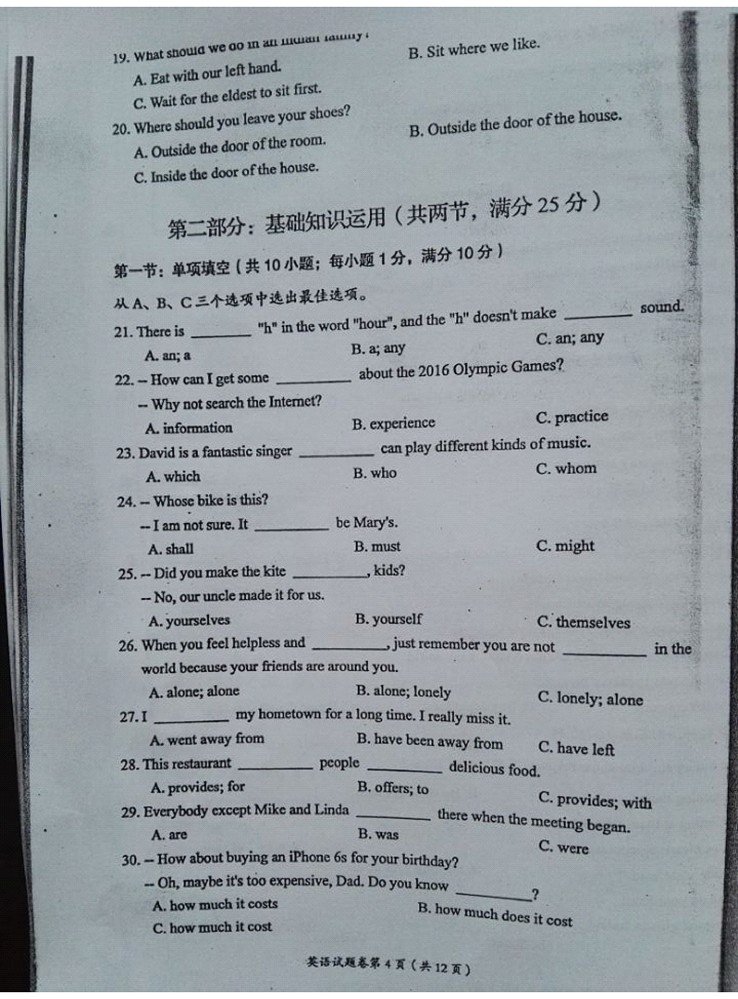 19. What should we do in an Indian family?
A. Eat with our left hand. B. Sit where we like.
C. Wait for the eldest to sit first.
20. Where should you leave your shoes?
A. Outside the door of the room. B. Outside the door of the house.
C. Inside the door of the house.
第二部分：基础知识运用（共两节，满分25分）
第一节：单项填空（共10小题；每小题1分，满分10分）
从A、B、C三个选项中选出最佳选项。
21. There is ________ "h" in the word "hour", and the "h" doesn't make ________ sound.
A. an; a B. a; any C. an; any
22. -- How can I get some ________ about the 2016 Olympic Games?
-- Why not search the Internet?
A. information B. experience C. practice
23. David is a fantastic singer ________ can play different kinds of music.
A. which B. who C. whom
24. -- Whose bike is this?
-- I am not sure. It ________ be Mary's.
A. shall B. must C. might
25. -- Did you make the kite ________, kids?
-- No, our uncle made it for us.
A. yourselves B. yourself C. themselves
26. When you feel helpless and ________, just remember you are not ________ in the
world because your friends are around you.
A. alone; alone B. alone; lonely C. lonely; alone
27. I ________ my hometown for a long time. I really miss it.
A. went away from B. have been away from C. have left
28. This restaurant ________ people ________ delicious food.
A. provides; for B. offers; to C. provides; with
29. Everybody except Mike and Linda ________ there when the meeting began.
A. are B. was C. were
30. -- How about buying an iPhone 6s for your birthday?
-- Oh, maybe it's too expensive, Dad. Do you know ________?
A. how much it costs B. how much does it cost
C. how much it cost
英语试题卷第4页（共12页）